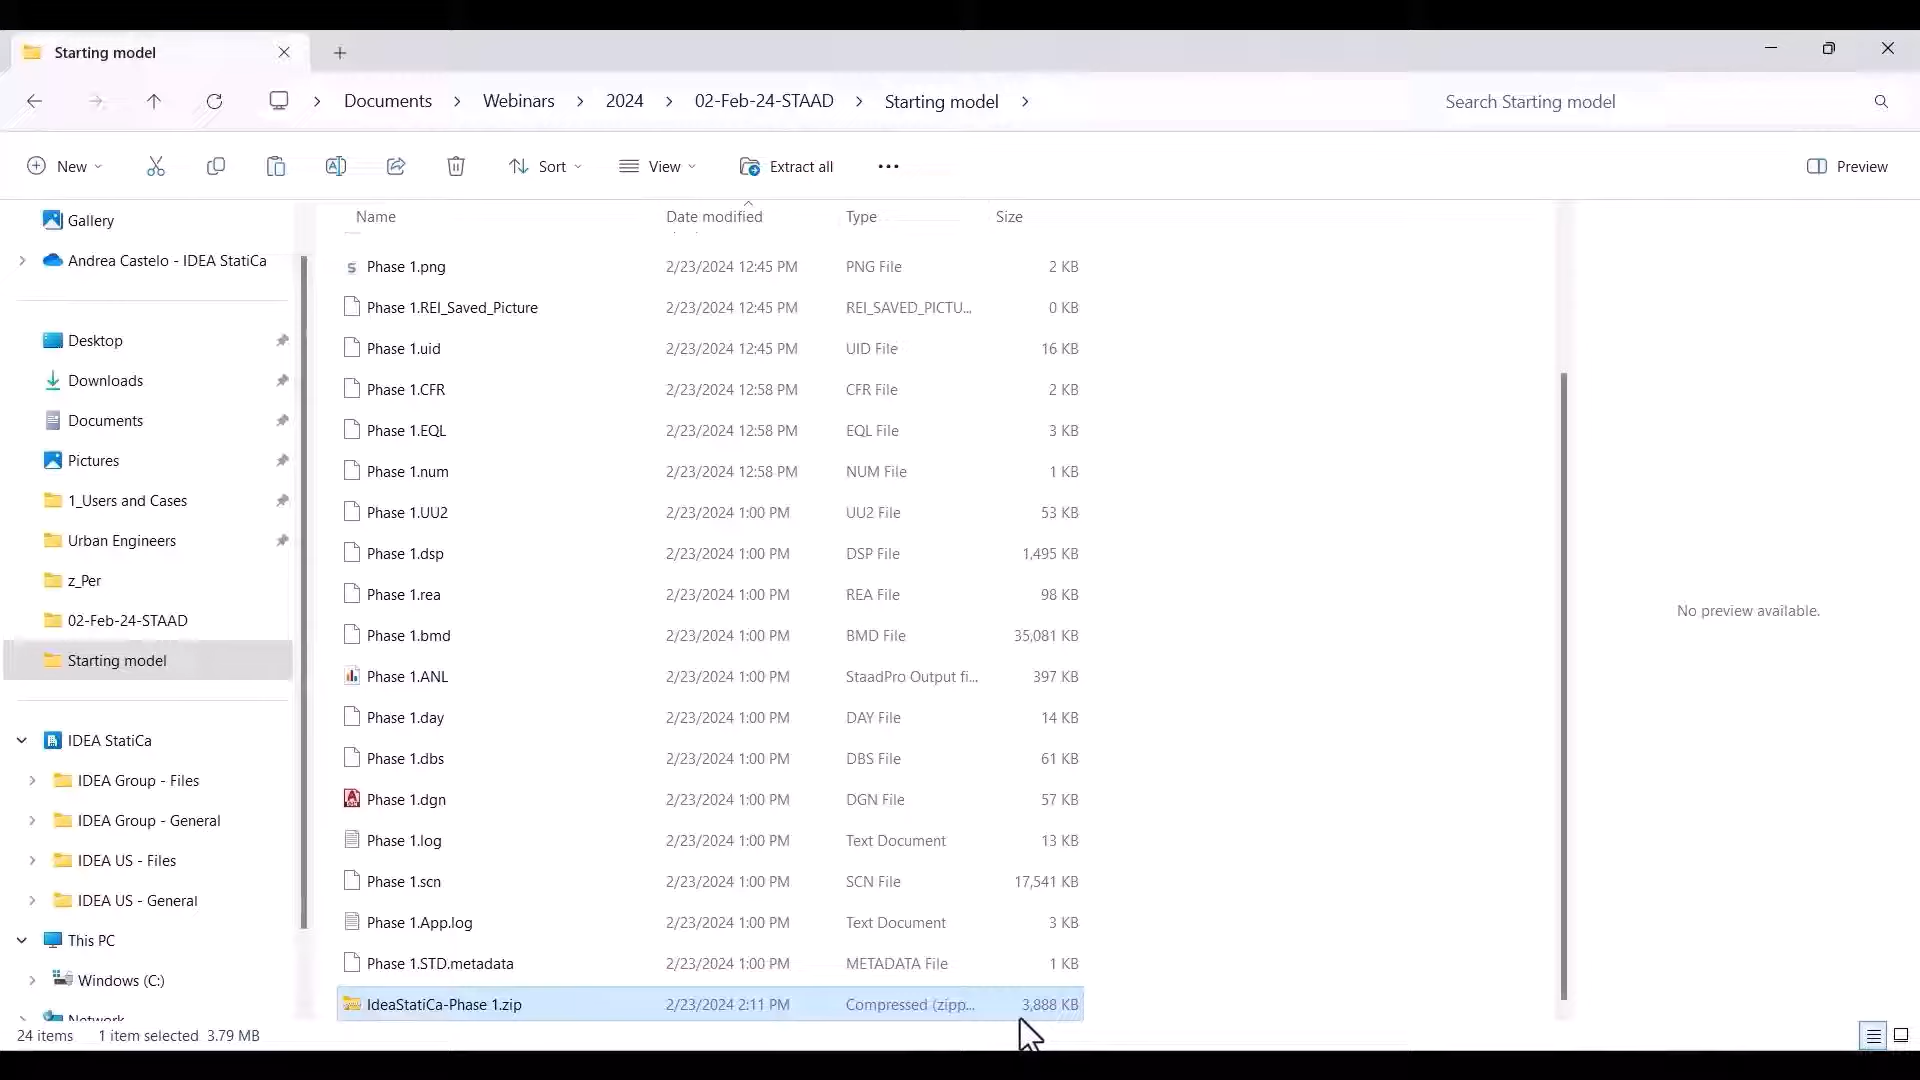 Starting model
Documents > Webinars > 2024 > 02-Feb-24-STAAD > Starting model >
Search Starting model
New
Sort
View
Extract all
Preview
Gallery
Andrea Castelo - IDEA StatiCa
Desktop
Downloads
Documents
Pictures
1_Users and Cases
Urban Engineers
z_Per
02-Feb-24-STAAD
Starting model
IDEA StatiCa
IDEA Group - Files
IDEA Group - General
IDEA US - Files
IDEA US - General
This PC
Windows (C:)
Network
Name Date modified Type Size
Phase 1.png 2/23/2024 12:45 PM PNG File 2 KB
Phase 1.REI_Saved_Picture 2/23/2024 12:45 PM REI_SAVED_PICTU... 0 KB
Phase 1.uid 2/23/2024 12:45 PM UID File 16 KB
Phase 1.CFR 2/23/2024 12:58 PM CFR File 2 KB
Phase 1.EQL 2/23/2024 12:58 PM EQL File 3 KB
Phase 1.num 2/23/2024 12:58 PM NUM File 1 KB
Phase 1.UU2 2/23/2024 1:00 PM UU2 File 53 KB
Phase 1.dsp 2/23/2024 1:00 PM DSP File 1,495 KB
Phase 1.rea 2/23/2024 1:00 PM REA File 98 KB
Phase 1.bmd 2/23/2024 1:00 PM BMD File 35,081 KB
Phase 1.ANL 2/23/2024 1:00 PM StaadPro Output fi... 397 KB
Phase 1.day 2/23/2024 1:00 PM DAY File 14 KB
Phase 1.dbs 2/23/2024 1:00 PM DBS File 61 KB
Phase 1.dgn 2/23/2024 1:00 PM DGN File 57 KB
Phase 1.log 2/23/2024 1:00 PM Text Document 13 KB
Phase 1.scn 2/23/2024 1:00 PM SCN File 17,541 KB
Phase 1.App.log 2/23/2024 1:00 PM Text Document 3 KB
Phase 1.STD.metadata 2/23/2024 1:00 PM METADATA File 1 KB
IdeaStatiCa-Phase 1.zip 2/23/2024 2:11 PM Compressed (zipp... 3,888 KB
No preview available.
24 items 1 item selected 3.79 MB